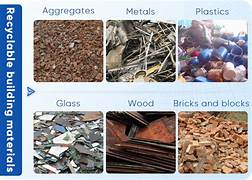 Recyclable building materials
Aggregates
Metals
Plastics
Glass
Wood
Bricks and blocks